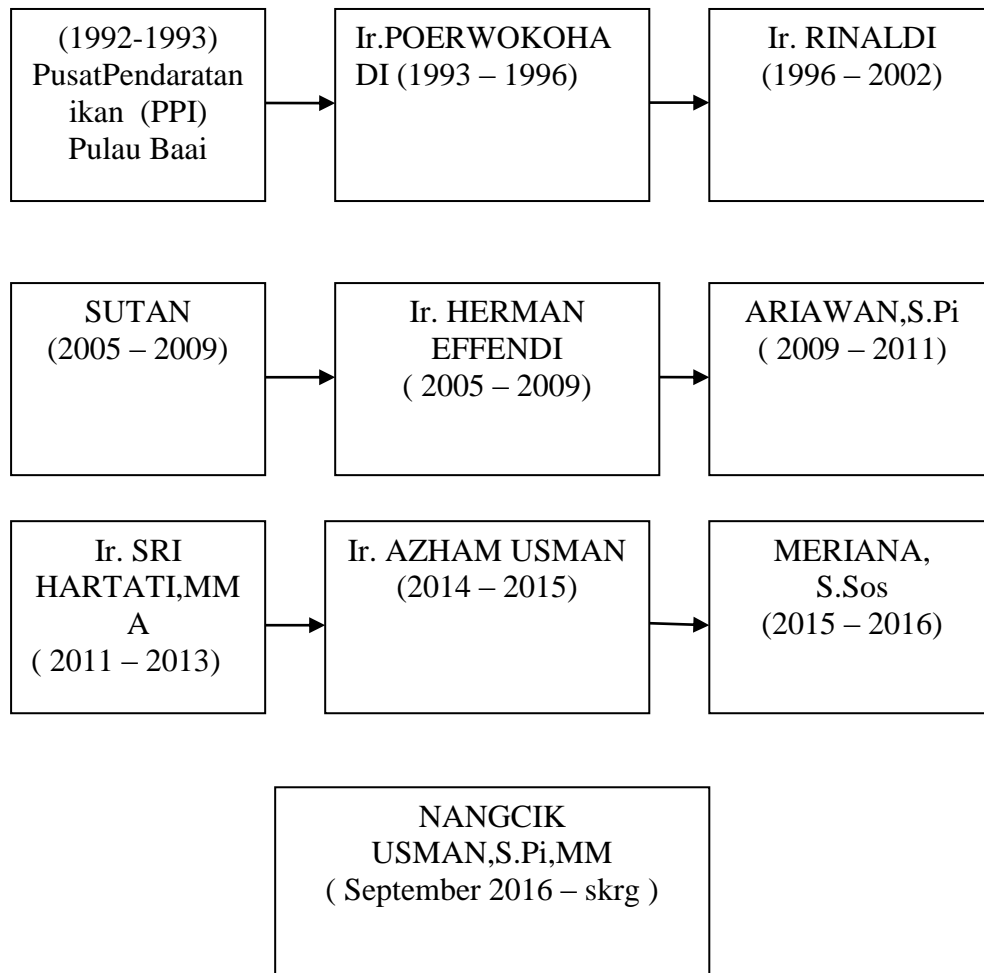 (1992-1993)
PusatPendaratan
ikan (PPI)
Pulau Baai
Ir.POERWOKOHA
DI (1993 – 1996)
Ir. RINALDI
(1996 – 2002)
SUTAN
(2005 – 2009)
Ir. HERMAN
EFFENDI
( 2005 – 2009)
ARIAWAN,S.Pi
( 2009 – 2011)
Ir. SRI
HARTATI,MM
A
( 2011 – 2013)
Ir. AZHAM USMAN
(2014 – 2015)
MERIANA,
S.Sos
(2015 – 2016)
NANGCIK
USMAN,S.Pi,MM
( September 2016 – skrg )